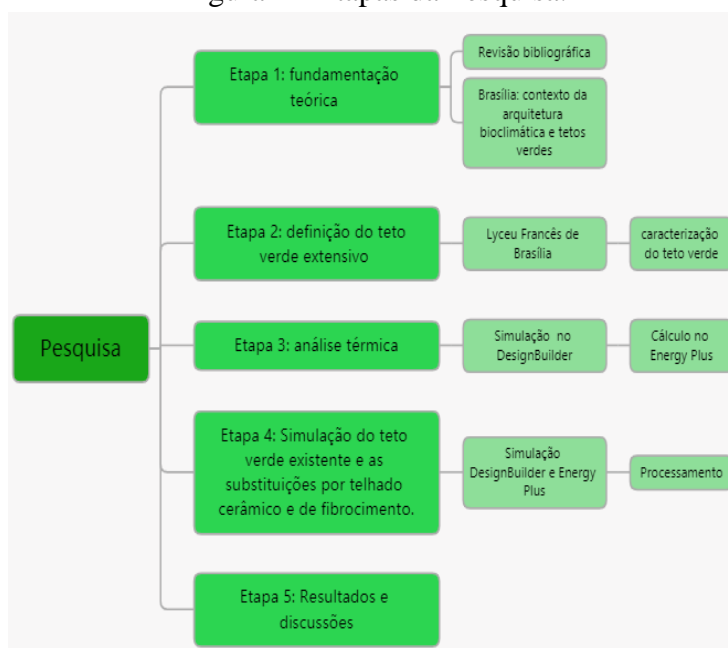 Pesquisa
Etapa 1: fundamentação
teórica
Revisão bibliográfica
Brasília: contexto da
arquitetura
bioclimática e tetos
verdes
Etapa 2: definição do teto
verde extensivo
Lyceu Francês de
Brasília
caracterização
do teto verde
Etapa 3: análise térmica
Simulação no
DesignBuilder
Cálculo no
Energy Plus
Etapa 4: Simulação do teto
verde existente e as
substituições por telhado
cerâmico e de fibrocimento.
Simulação
DesignBuilder e Energy
Plus
Processamento
Etapa 5: Resultados e
discussões